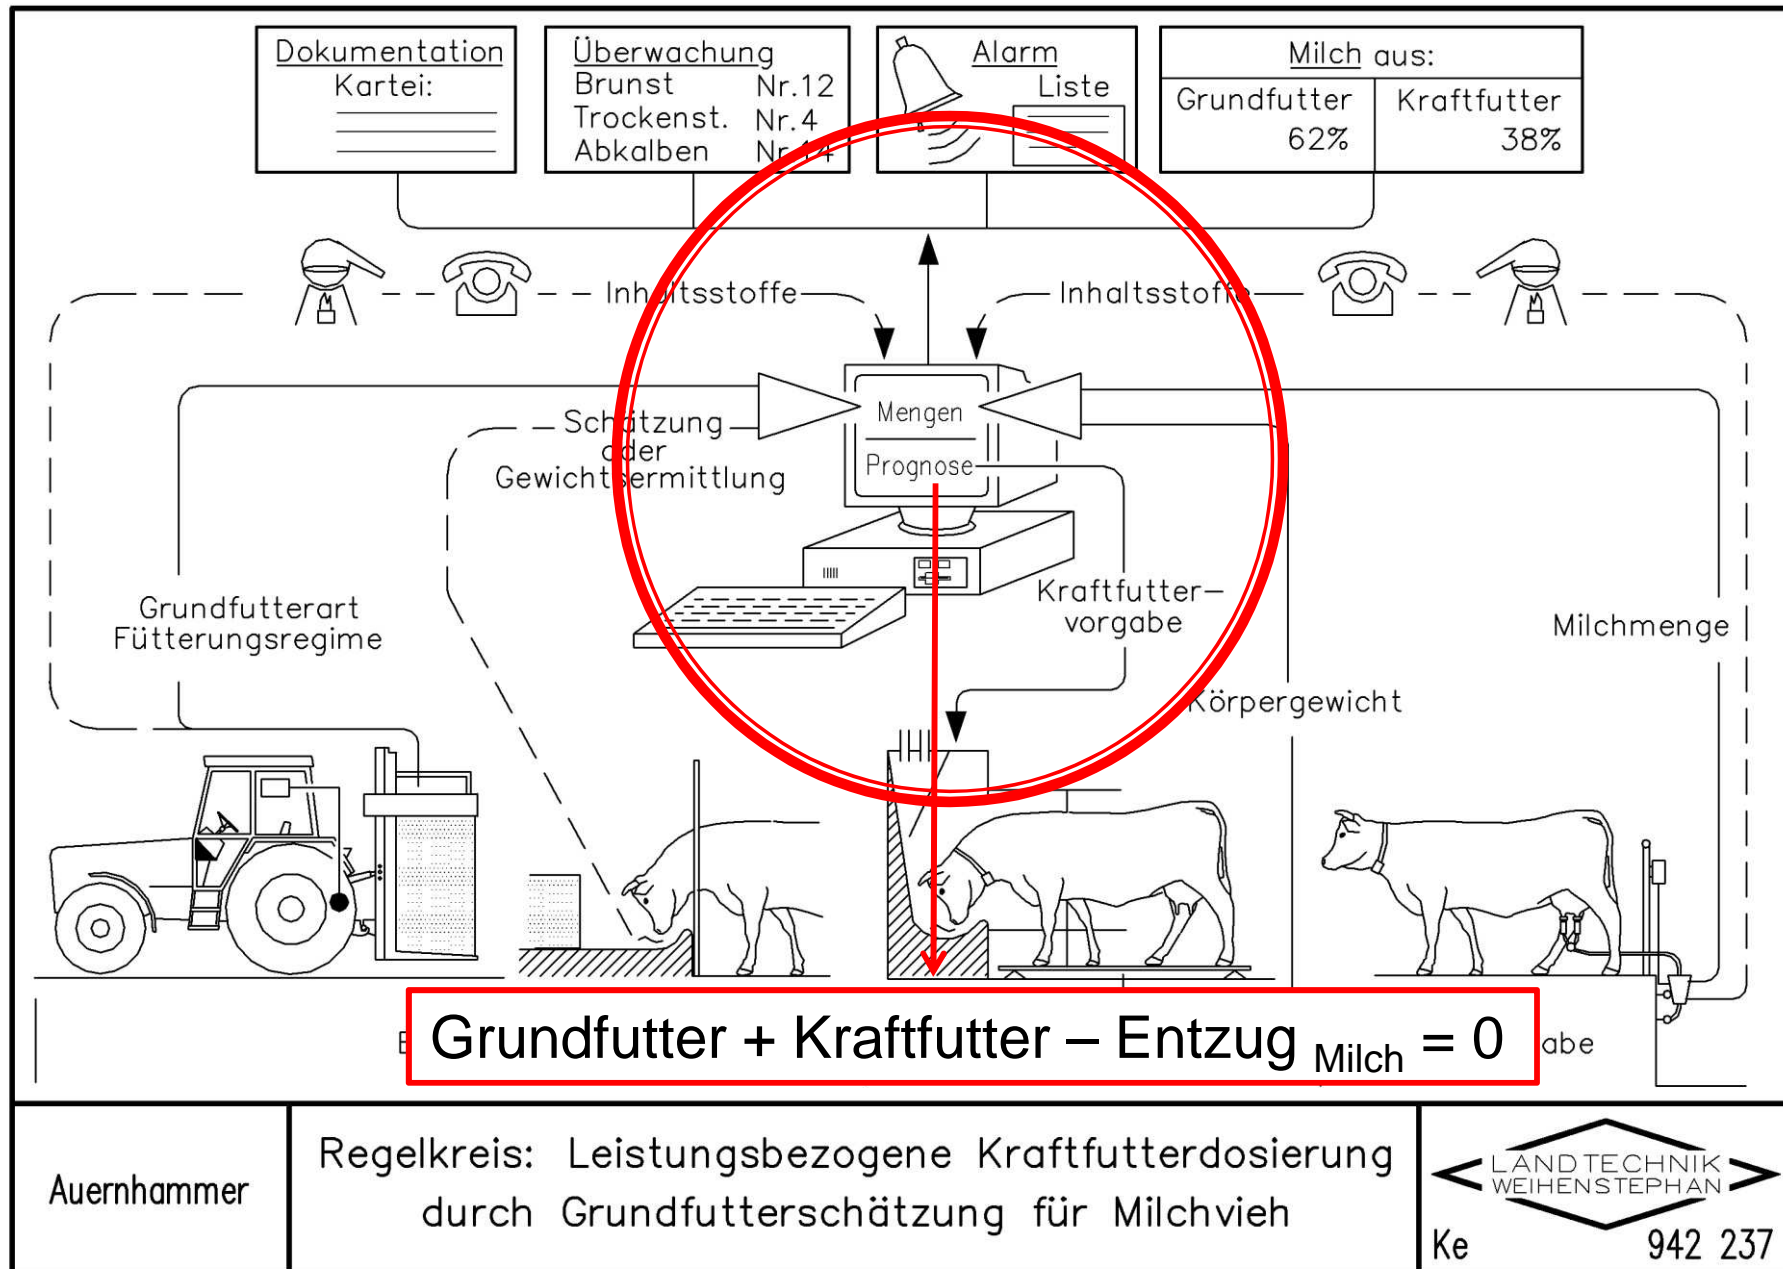 Dokumentation
Kartei:
Überwachung
Brunst Nr.12
Trockenst. Nr.4
Abkalben Nr.14
Alarm
Liste
Milch aus:
Grundfutter Kraftfutter
62% 38%
Inhaltsstoffe
Inhaltsstoffe
Schätzung
oder
Gewichtsermittlung
Mengen
Prognose
Grundfutterart
Fütterungsregime
Kraftfutter–
vorgabe
Milchmenge
Körpergewicht
Grundfutter + Kraftfutter – Entzug Milch = 0
abe
Auernhammer
Regelkreis: Leistungsbezogene Kraftfutterdosierung
durch Grundfutterschätzung für Milchvieh
LANDTECHNIK
WEIHENSTEPHAN
Ke 942 237